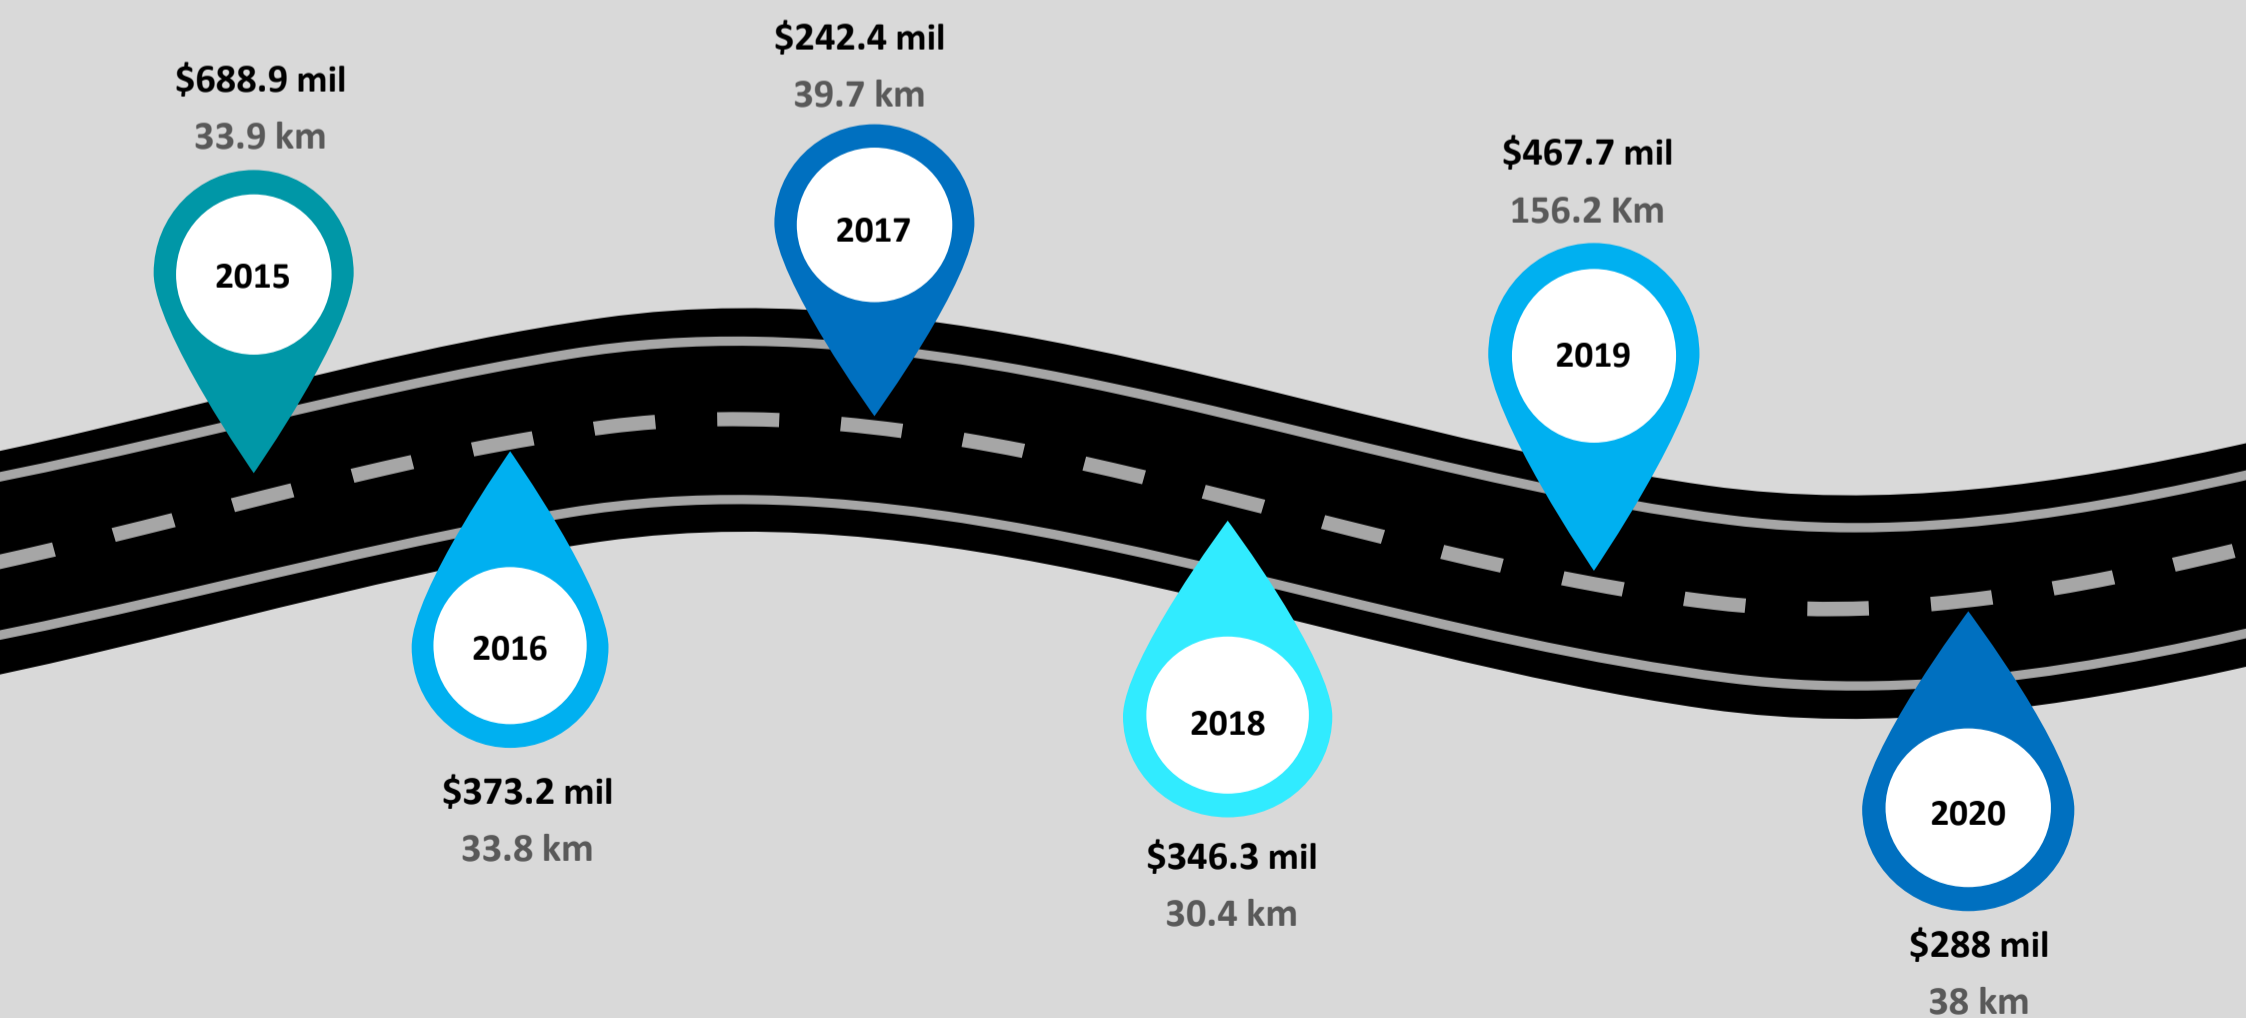 $688.9 mil
33.9 km
2015
$373.2 mil
33.8 km
2016
$242.4 mil
39.7 km
2017
$346.3 mil
30.4 km
2018
$467.7 mil
156.2 Km
2019
$288 mil
38 km
2020